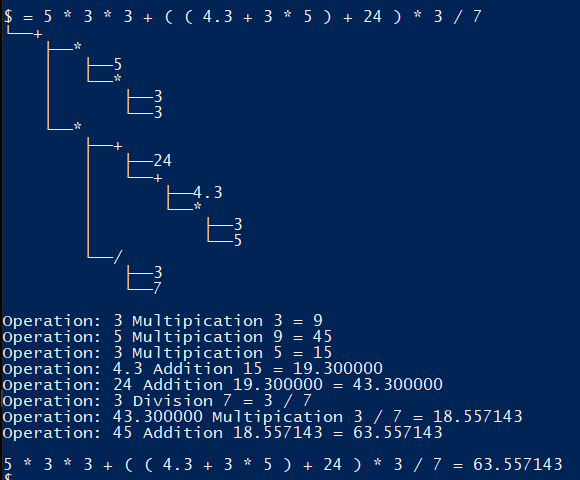 $ = 5 * 3 * 3 + ( ( 4.3 + 3 * 5 ) + 24 ) * 3 / 7
└──+
    ├──*
    │   ├──5
    │   └──*
    │       ├──3
    │       └──3
    └──*
        ├──+
        │   ├──24
        │   └──+
        │       ├──4.3
        │       └──*
        │           ├──3
        │           └──5
        └──/
            ├──3
            └──7
Operation: 3 Multipication 3 = 9
Operation: 5 Multipication 9 = 45
Operation: 3 Multipication 5 = 15
Operation: 4.3 Addition 15 = 19.300000
Operation: 24 Addition 19.300000 = 43.300000
Operation: 3 Division 7 = 3 / 7
Operation: 43.300000 Multipication 3 / 7 = 18.557143
Operation: 45 Addition 18.557143 = 63.557143
5 * 3 * 3 + ( ( 4.3 + 3 * 5 ) + 24 ) * 3 / 7 = 63.557143
$